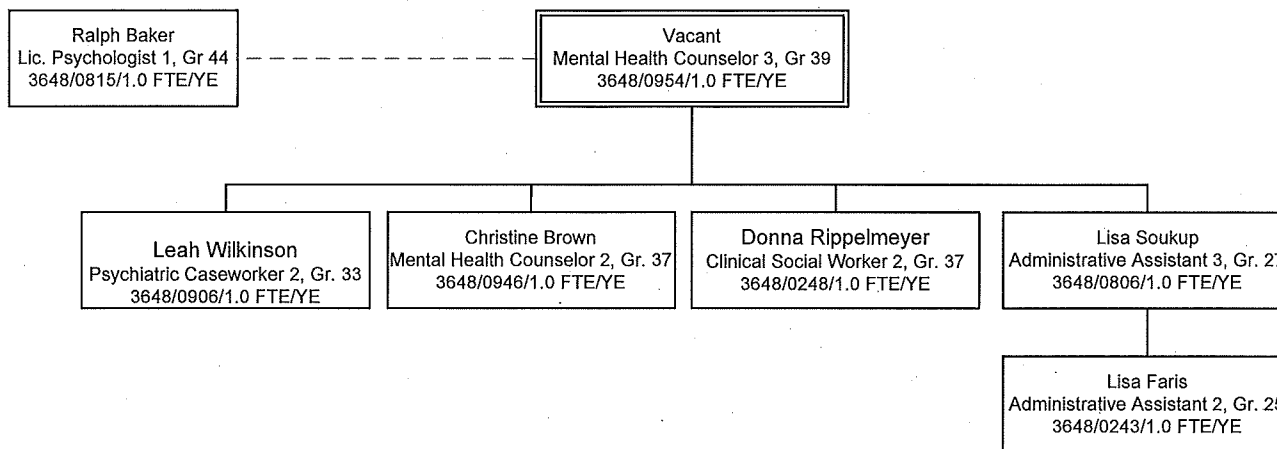 Ralph Baker
Lic. Psychologist 1, Gr 44
3648/0815/1.0 FTE/YE
Vacant
Mental Health Counselor 3, Gr 39
3648/0954/1.0 FTE/YE
Leah Wilkinson
Psychiatric Caseworker 2, Gr. 33
3648/0906/1.0 FTE/YE
Christine Brown
Mental Health Counselor 2, Gr. 37
3648/0946/1.0 FTE/YE
Donna Rippelmeyer
Clinical Social Worker 2, Gr. 37
3648/0248/1.0 FTE/YE
Lisa Soukup
Administrative Assistant 3, Gr. 27
3648/0806/1.0 FTE/YE
Lisa Faris
Administrative Assistant 2, Gr. 25
3648/0243/1.0 FTE/YE